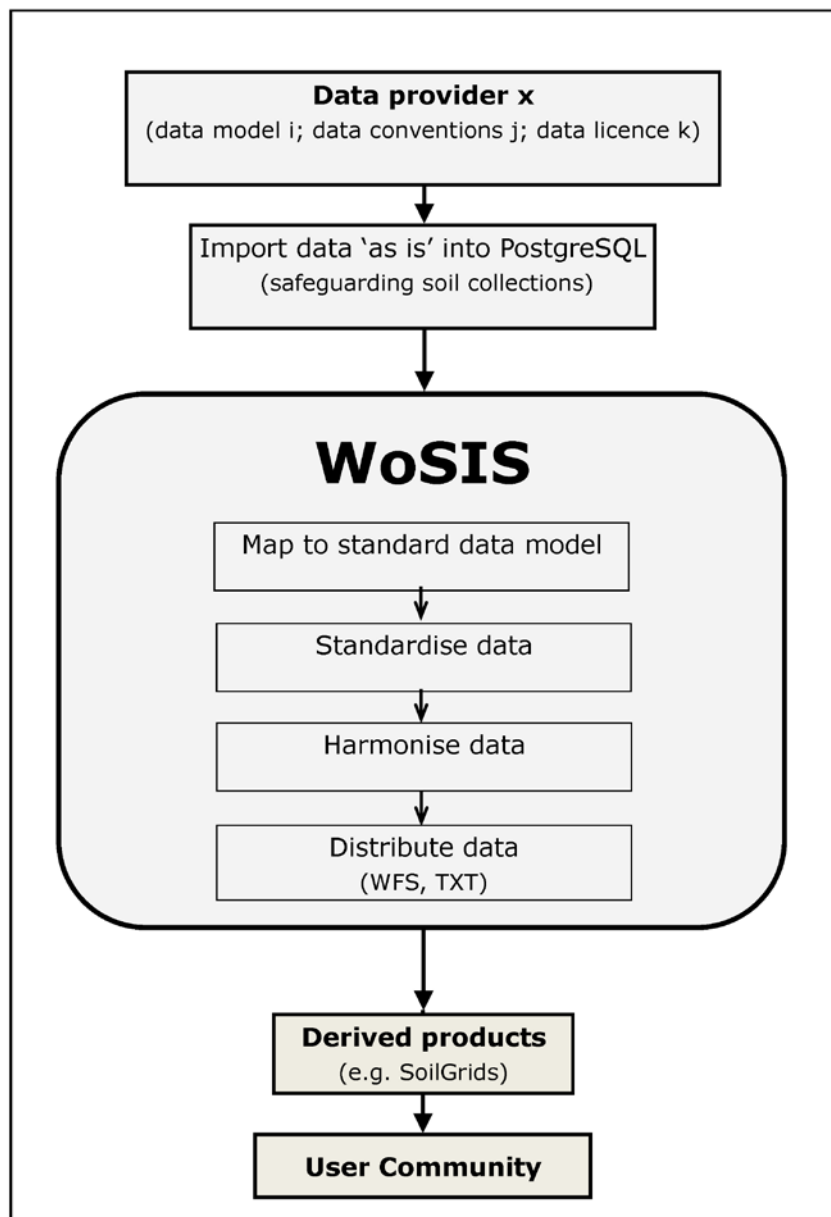 Data provider x
(data model i; data conventions j; data licence k)
Import data ‘as is’ into PostgreSQL
(safeguarding soil collections)
WoSIS
Map to standard data model
Standardise data
Harmonise data
Distribute data
(WFS, TXT)
Derived products
(e.g. SoilGrids)
User Community